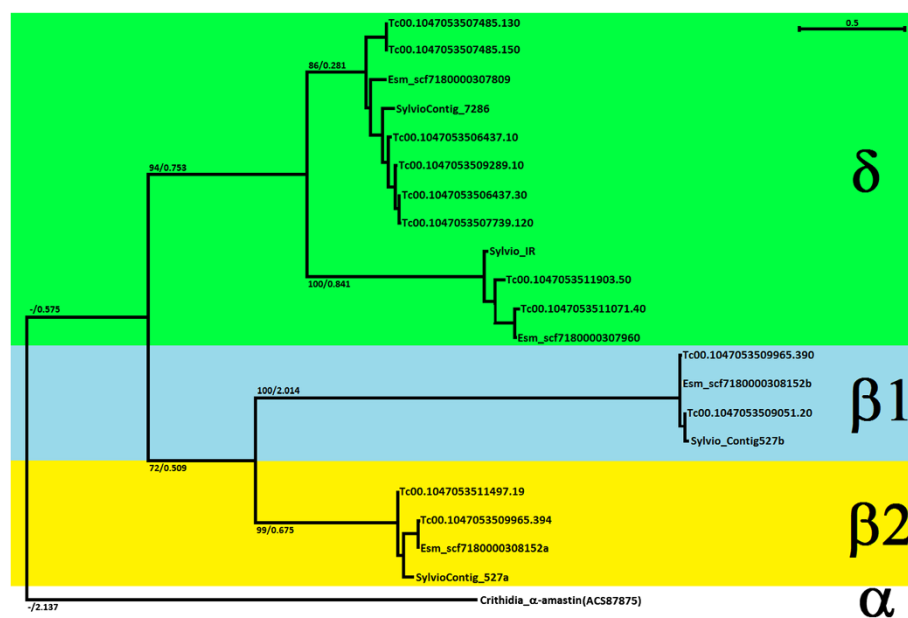 Tc00.1047053507485.130
0.5
Tc00.1047053507485.150
86/0.281
Esm_scf7180000307809
SylvioContig_7286
Tc00.1047053506437.10
94/0.753
Tc00.1047053509289.10
δ
Tc00.1047053506437.30
Tc00.1047053507739.120
Sylvio_IR
100/0.841
Tc00.1047053511903.50
-/0.575
Tc00.1047053511071.40
Esm_scf7180000307960
Tc00.1047053509965.390
100/2.014
Esm_scf7180000308152b
β1
Tc00.1047053509051.20
Sylvio_Contig527b
72/0.509
Tc00.1047053511497.19
Tc00.1047053509965.394
β2
99/0.675
Esm_scf7180000308152a
SylvioContig_527a
Crithidia_α-amastin(ACS87875)
α
-/2.137